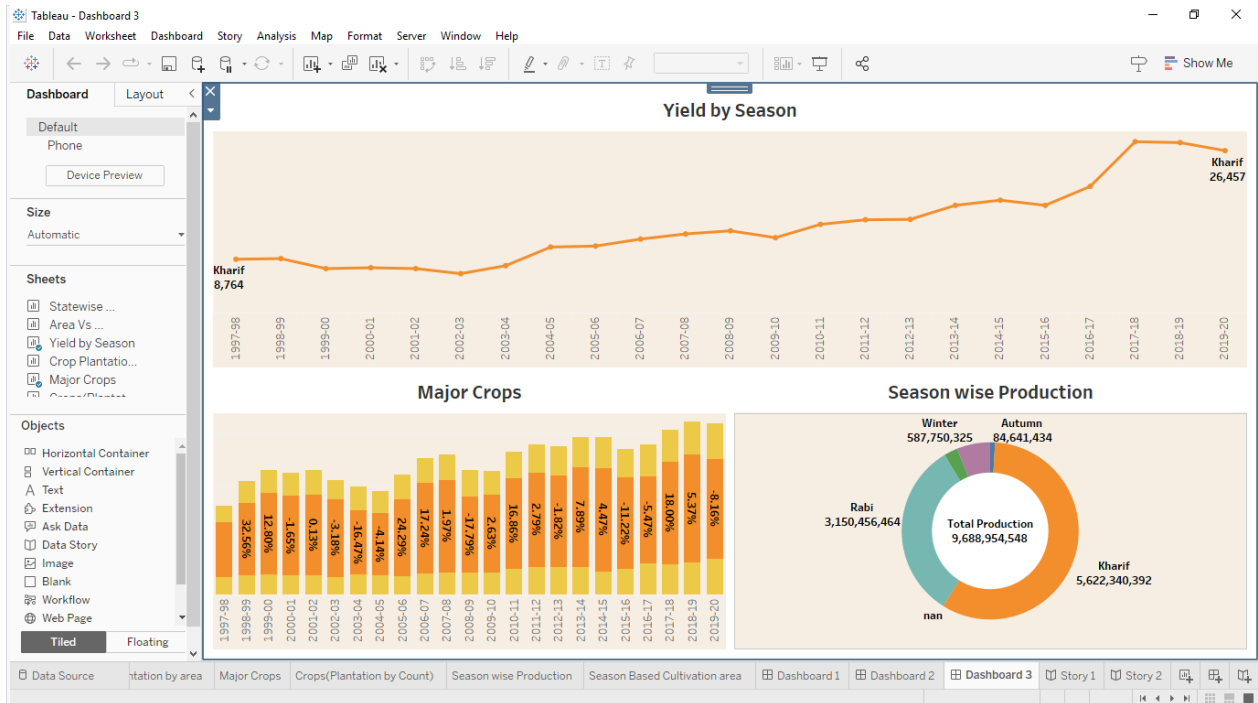 Tableau - Dashboard 3
File Data Worksheet Dashboard Story Analysis Map Format Server Window Help
Show Me
Dashboard Layout
Default
Phone
Device Preview
Size
Automatic
Sheets
Statewise ...
Area Vs ...
Yield by Season
Crop Plantatio...
Major Crops
Objects
Horizontal Container
Vertical Container
Text
Extension
Ask Data
Data Story
Image
Blank
Workflow
Web Page
Tiled Floating
Yield by Season
Kharif
26,457
Kharif
8,764
1997-98 1998-99 1999-00 2000-01 2001-02 2002-03 2003-04 2004-05 2005-06 2006-07 2007-08 2008-09 2009-10 2010-11 2011-12 2012-13 2013-14 2014-15 2015-16 2016-17 2017-18 2018-19 2019-20
Major Crops
32.56% 12.80% -1.65% 0.13% -3.18% -16.47% -4.14% 24.29% 17.24% 1.97% -17.79% 2.63% 16.86% 2.79% -1.82% 7.89% 4.47% -11.22% -5.47% 18.00% 5.37% -8.16%
1997-98 1998-99 1999-00 2000-01 2001-02 2002-03 2003-04 2004-05 2005-06 2006-07 2007-08 2008-09 2009-10 2010-11 2011-12 2012-13 2013-14 2014-15 2015-16 2016-17 2017-18 2018-19 2019-20
Season wise Production
Winter
587,750,325
Autumn
84,641,434
Rabi
3,150,456,464
Total Production
9,688,954,548
Kharif
5,622,340,392
nan
Data Source ntation by area Major Crops Crops(Plantation by Count) Season wise Production Season Based Cultivation area Dashboard 1 Dashboard 2 Dashboard 3 Story 1 Story 2